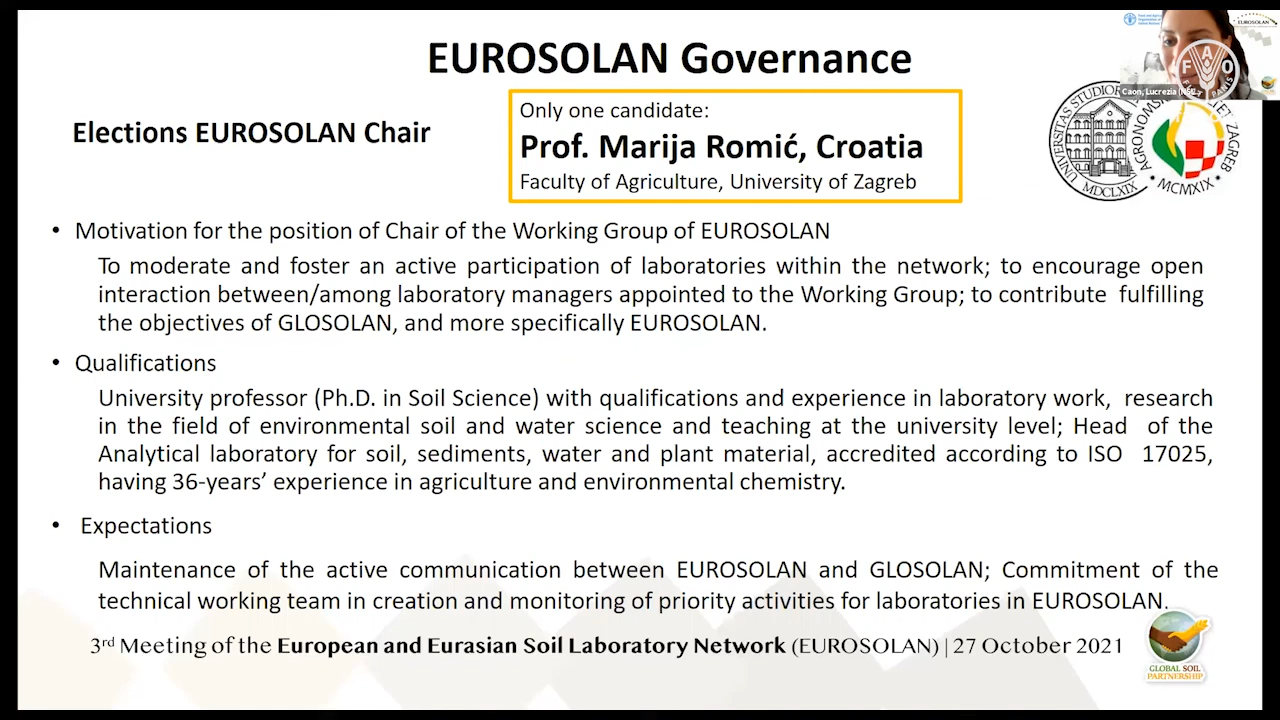 EUROSOLAN Governance
EUROSOLAN
Caon, Lucrezia
Elections EUROSOLAN Chair
Only one candidate:
Prof. Marija Romić, Croatia
Faculty of Agriculture, University of Zagreb
MDCLXIX
MCMXIX
• Motivation for the position of Chair of the Working Group of EUROSOLAN
To moderate and foster an active participation of laboratories within the network; to encourage open
interaction between/among laboratory managers appointed to the Working Group; to contribute fulfilling
the objectives of GLOSOLAN, and more specifically EUROSOLAN.
• Qualifications
University professor (Ph.D. in Soil Science) with qualifications and experience in laboratory work, research
in the field of environmental soil and water science and teaching at the university level; Head of the
Analytical laboratory for soil, sediments, water and plant material, accredited according to ISO 17025,
having 36-years’ experience in agriculture and environmental chemistry.
• Expectations
Maintenance of the active communication between EUROSOLAN and GLOSOLAN; Commitment of the
technical working team in creation and monitoring of priority activities for laboratories in EUROSOLAN.
3rd Meeting of the European and Eurasian Soil Laboratory Network (EUROSOLAN) | 27 October 2021
GLOBAL SOIL
PARTNERSHIP